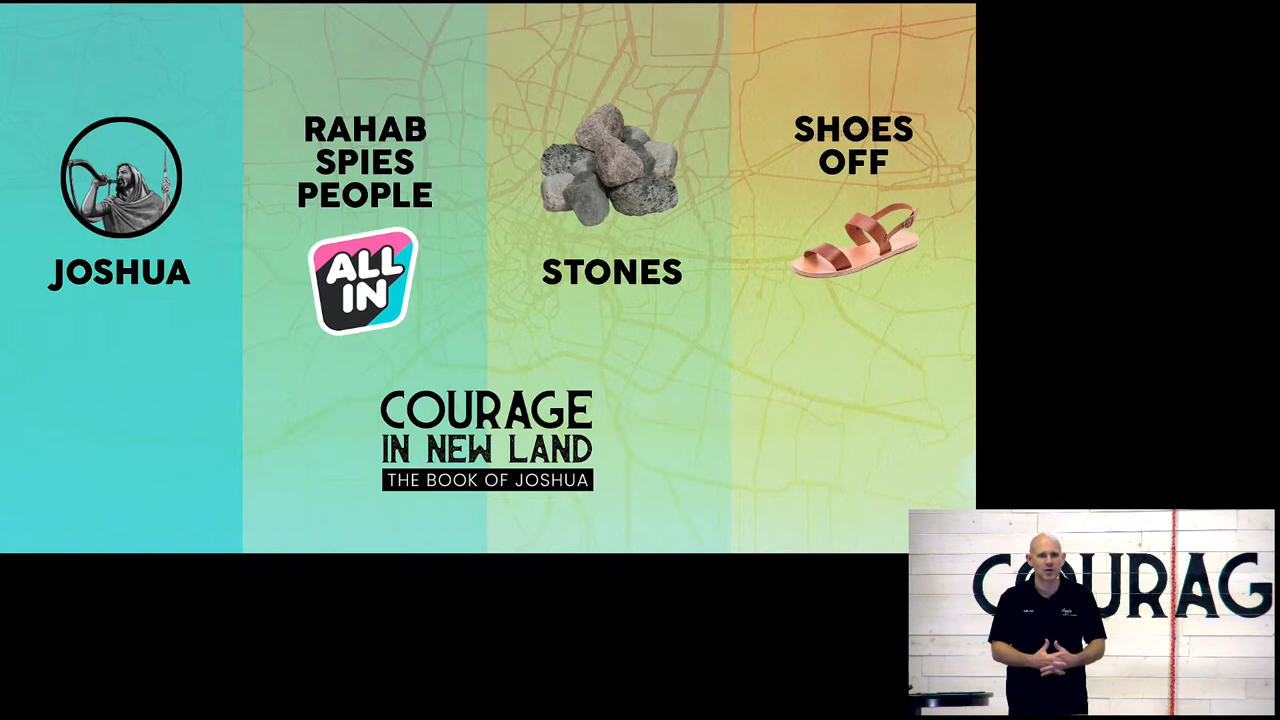 JOSHUA
RAHAB
SPIES
PEOPLE
ALL
IN
STONES
SHOES
OFF
COURAGE
IN NEW LAND
THE BOOK OF JOSHUA
COURAG